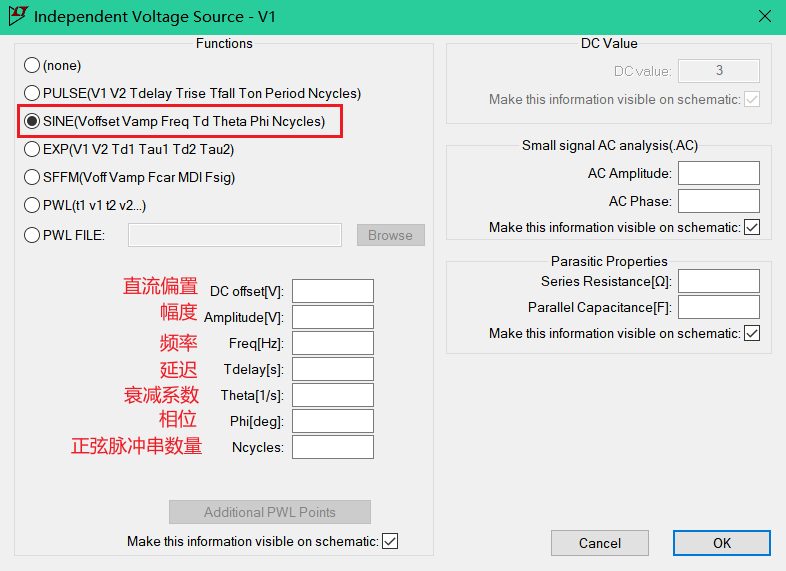 Independent Voltage Source - V1
Functions
(none)
PULSE(V1 V2 Tdelay Trise Tfall Ton Period Ncycles)
SINE(Voffset Vamp Freq Td Theta Phi Ncycles)
EXP(V1 V2 Td1 Tau1 Td2 Tau2)
SFFM(Voff Vamp Fcar MDI Fsig)
PWL(t1 v1 t2 v2...)
PWL FILE:
Browse
直流偏置 DC offset[V]:
幅度 Amplitude[V]:
频率 Freq[Hz]:
延迟 Tdelay[s]:
衰减系数 Theta[1/s]:
相位 Phi[deg]:
正弦脉冲串数量 Ncycles:
Additional PWL Points
Make this information visible on schematic:
DC Value
DC value: 3
Make this information visible on schematic:
Small signal AC analysis(.AC)
AC Amplitude:
AC Phase:
Make this information visible on schematic:
Parasitic Properties
Series Resistance[Ω]:
Parallel Capacitance[F]:
Make this information visible on schematic:
Cancel
OK